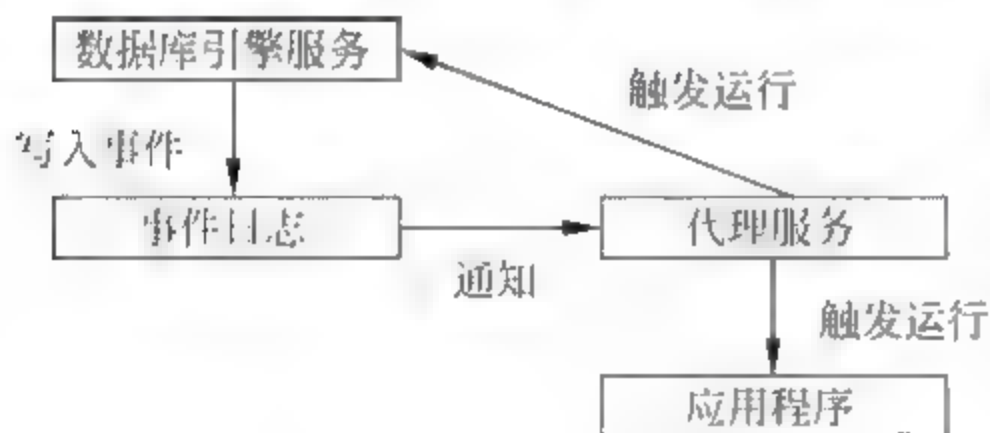 数据库引擎服务
触发运行
写入事件
事件日志
代理服务
通知
触发运行
应用程序